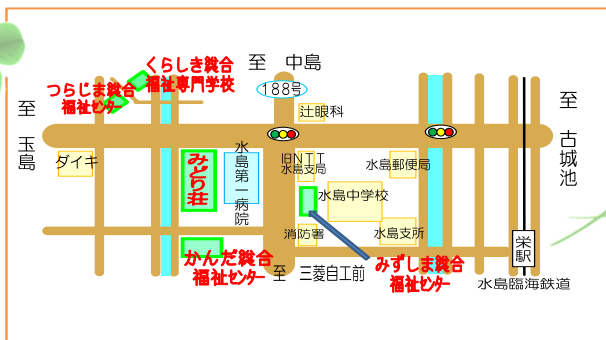 至 中島
くらしき総合
福祉専門学校
つらじま総合
福祉センター
188号
辻眼科
至 玉島
至 古城池
ダイキ
みどり荘
水島第一病院
旧NTT
水島支局
水島郵便局
水島中学校
消防署
水島支所
かんだ総合
福祉センター
至 三菱自工前
みずしま総合
福祉センター
栄駅
水島臨海鉄道